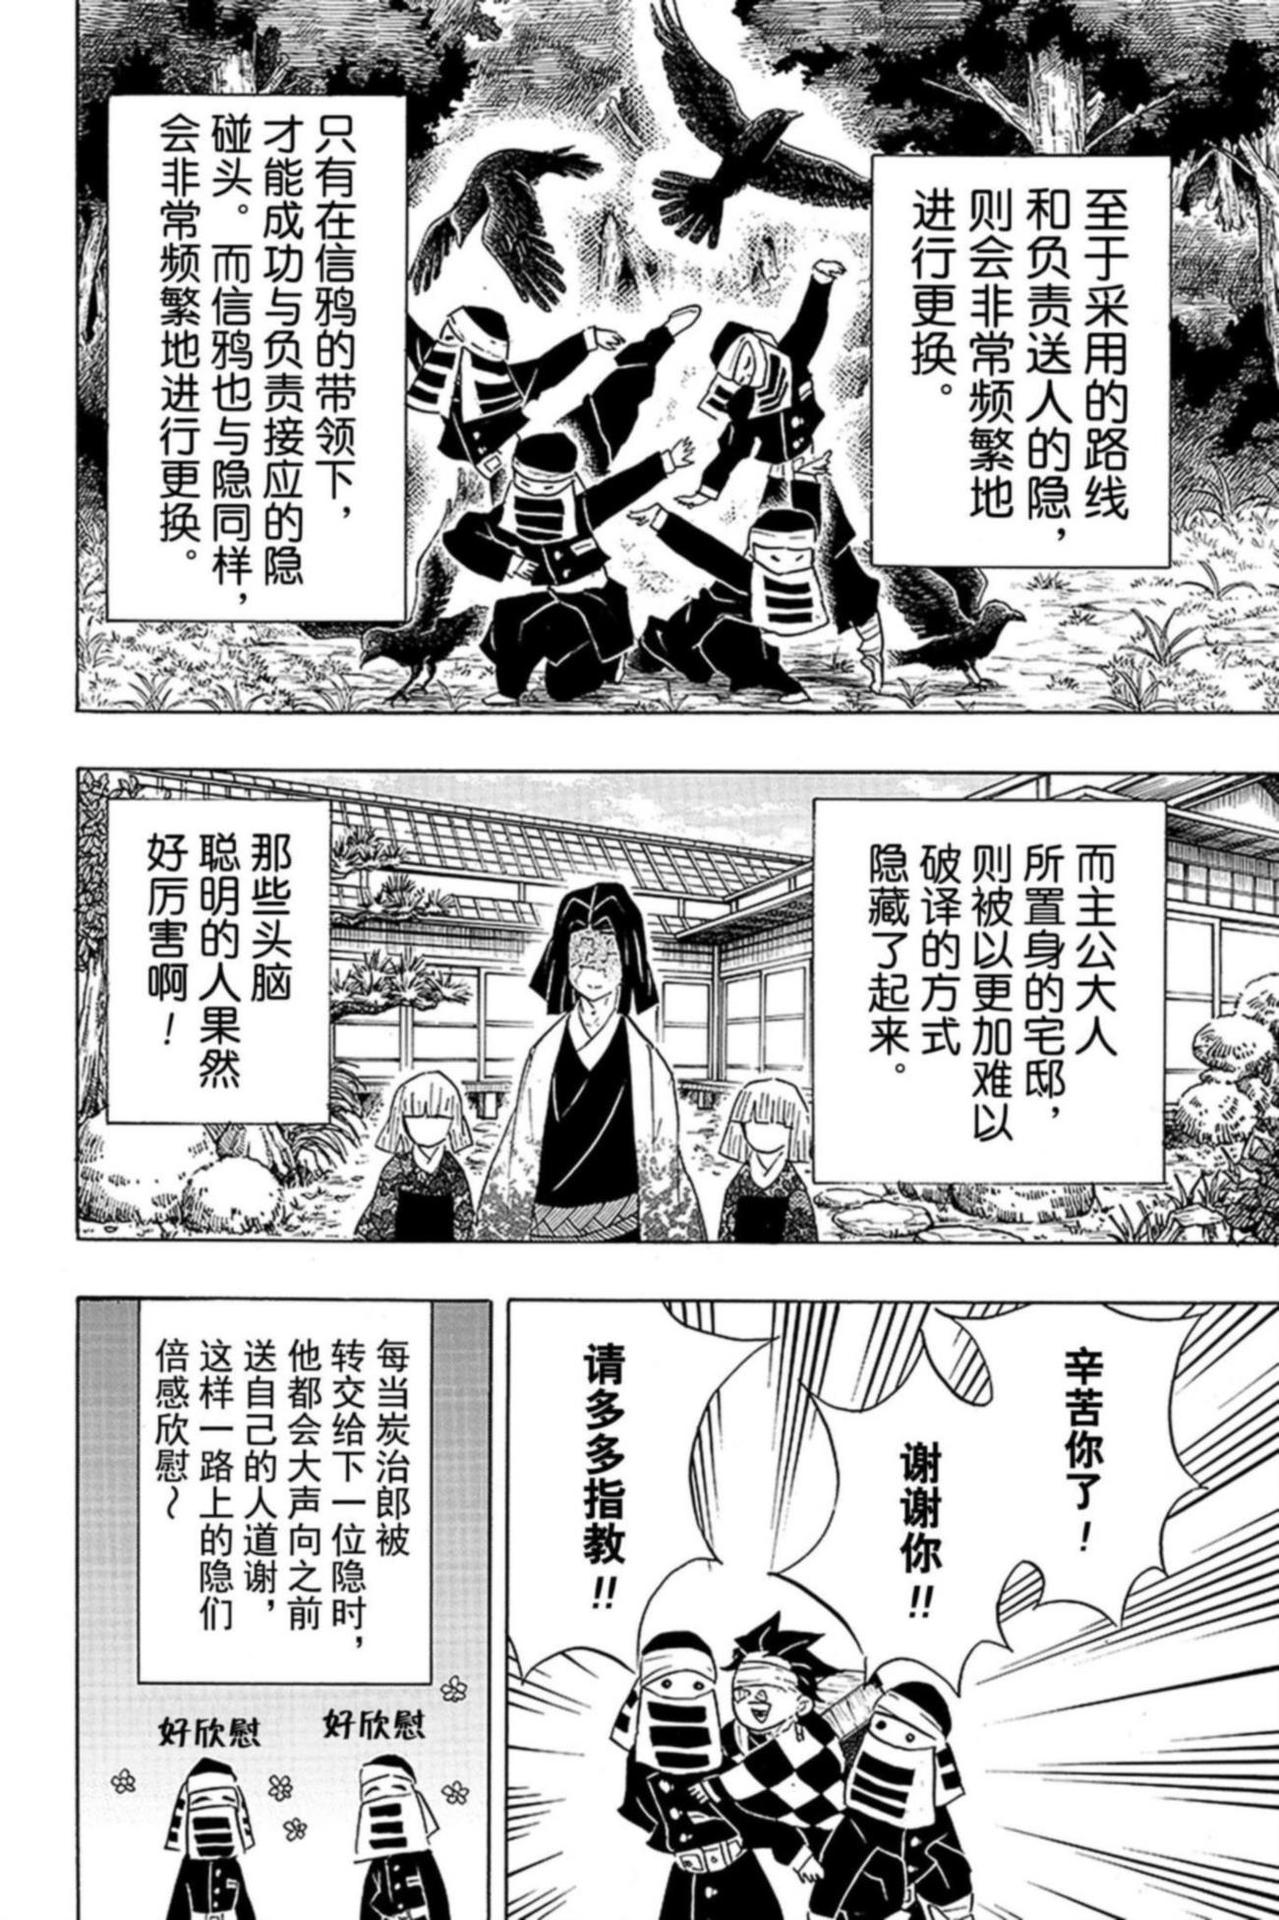 至于采用的路线
和负责送人的隐，
则会非常频繁地
进行更换。
只有在信鸦的带领下，
才能成功与负责接应的隐
碰头。而信鸦也与隐同样，
会非常频繁地进行更换。
而主公大人
所置身的宅邸，
则被以更加难以
破译的方式
隐藏了起来。
那些头脑
聪明的人果然
好厉害啊！
辛苦你了！
谢谢你!!
请多多指教!!
每当炭治郎被
转交给下一位隐时，
他都会大声向之前
送自己的人道谢，
这样一路上的隐们
倍感欣慰～
好欣慰
好欣慰